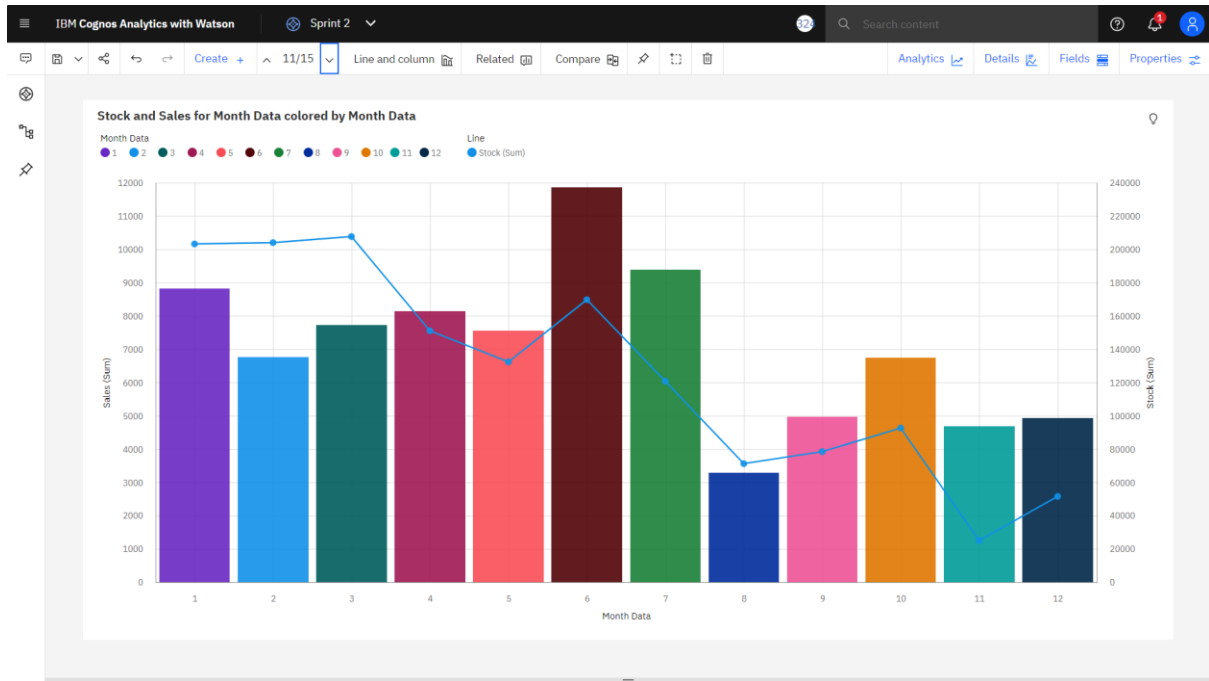 IBM Cognos Analytics with Watson Sprint 2 Search content 1
Create + 11/15 Line and column Related Compare Analytics Details Fields Properties
Stock and Sales for Month Data colored by Month Data
Month Data Line
1 2 3 4 5 6 7 8 9 10 11 12 Stock (Sum)
12000 240000
11000 220000
10000 200000
9000 180000
8000 160000
7000 140000
6000 120000
5000 100000
4000 80000
3000 60000
2000 40000
1000 20000
0 0
Sales (Sum)
Stock (Sum)
1 2 3 4 5 6 7 8 9 10 11 12
Month Data